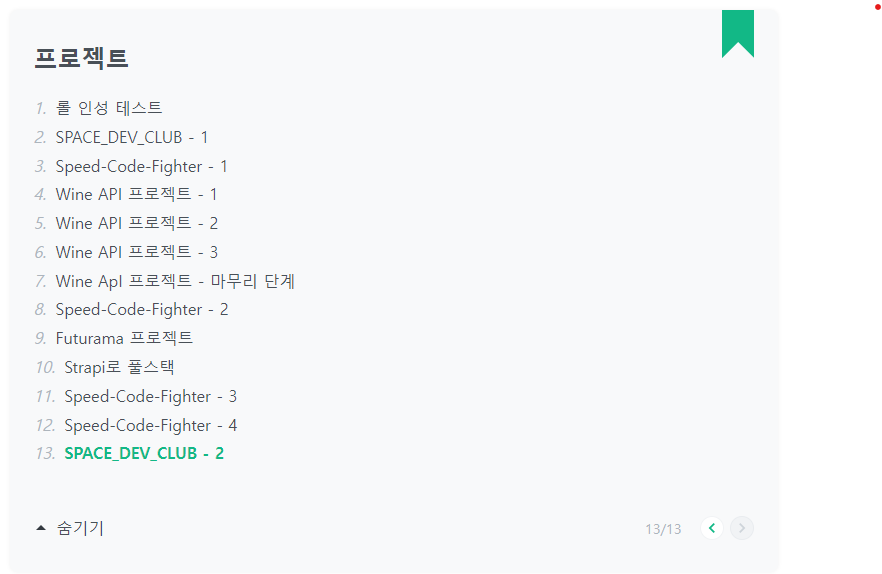 프로젝트
1. 롤 인성 테스트
2. SPACE_DEV_CLUB - 1
3. Speed-Code-Fighter - 1
4. Wine API 프로젝트 - 1
5. Wine API 프로젝트 - 2
6. Wine API 프로젝트 - 3
7. Wine ApI 프로젝트 - 마무리 단계
8. Speed-Code-Fighter - 2
9. Futurama 프로젝트
10. Strapi로 풀스택
11. Speed-Code-Fighter - 3
12. Speed-Code-Fighter - 4
13. SPACE_DEV_CLUB - 2
숨기기 13/13